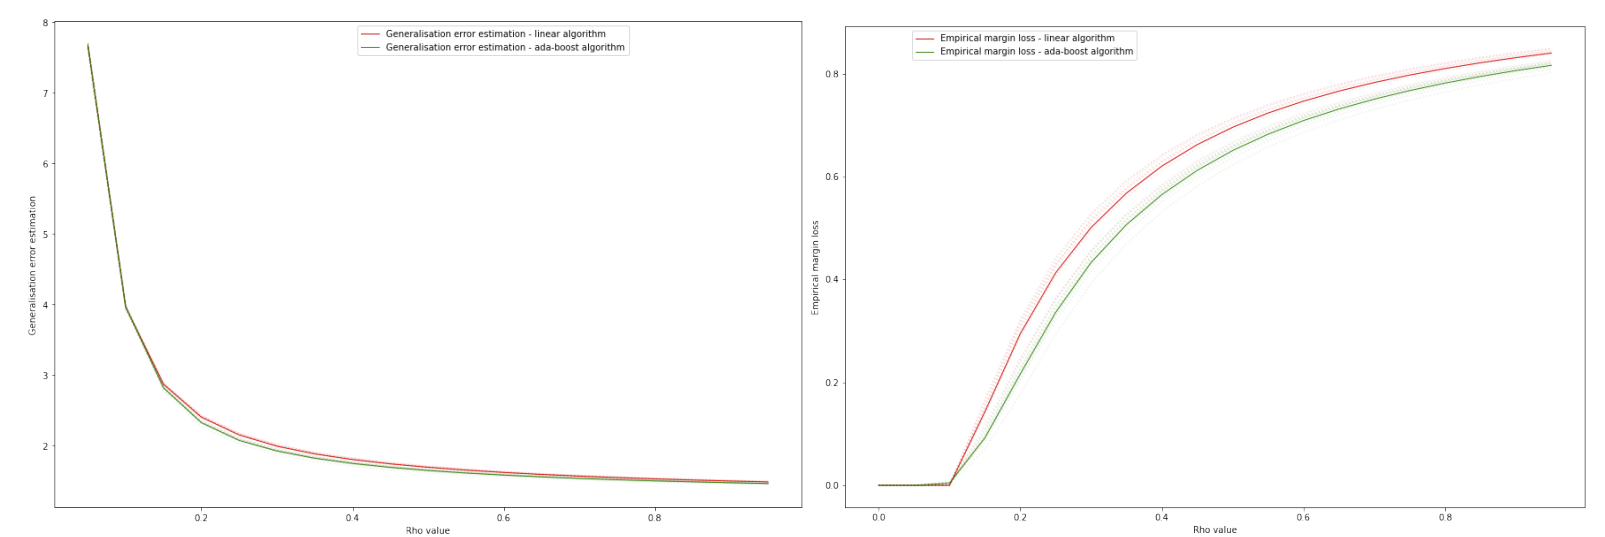 Generalisation error estimation - linear algorithm
Generalisation error estimation - ada-boost algorithm
8
7
6
5
4
3
2
Generalisation error estimation
0.2
0.4
0.6
0.8
Rho value
Empirical margin loss - linear algorithm
Empirical margin loss - ada-boost algorithm
0.8
0.6
0.4
0.2
0.0
Empirical margin loss
0.0
0.2
0.4
0.6
0.8
Rho value